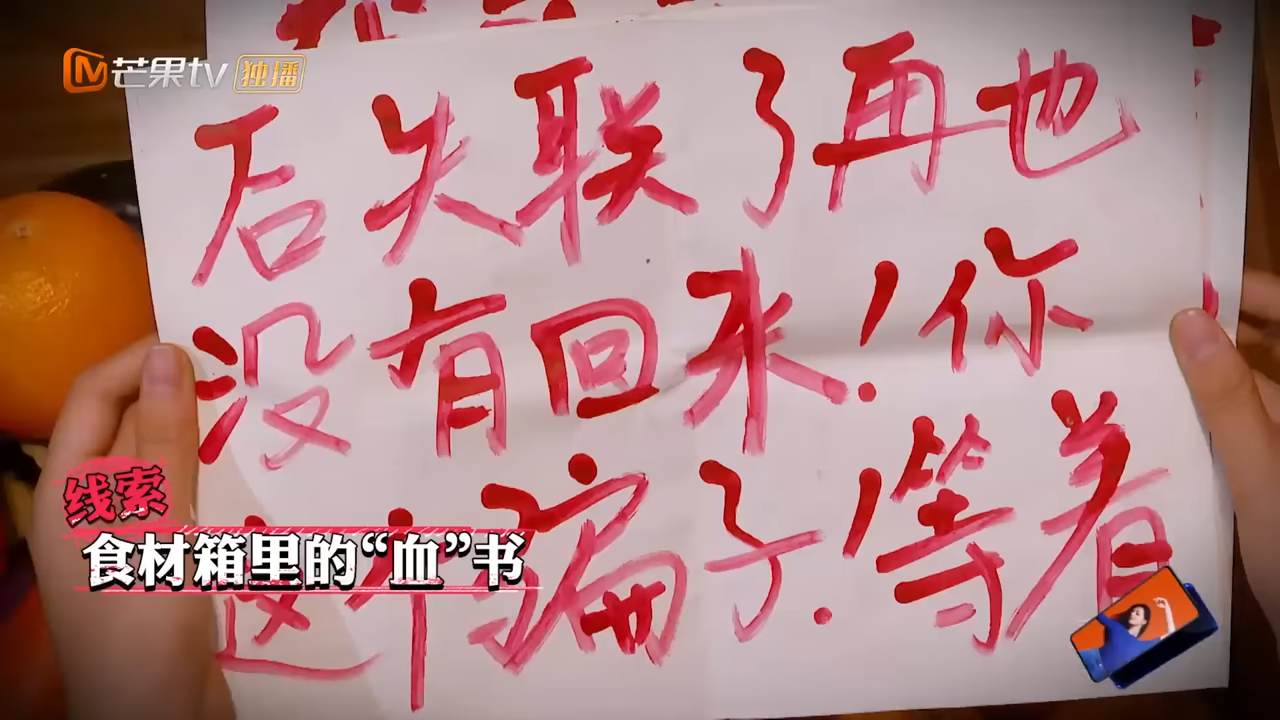 芒果tv 独播
后失联了再也
没有回来!你
这个骗子!等着
线索
食材箱里的“血”书